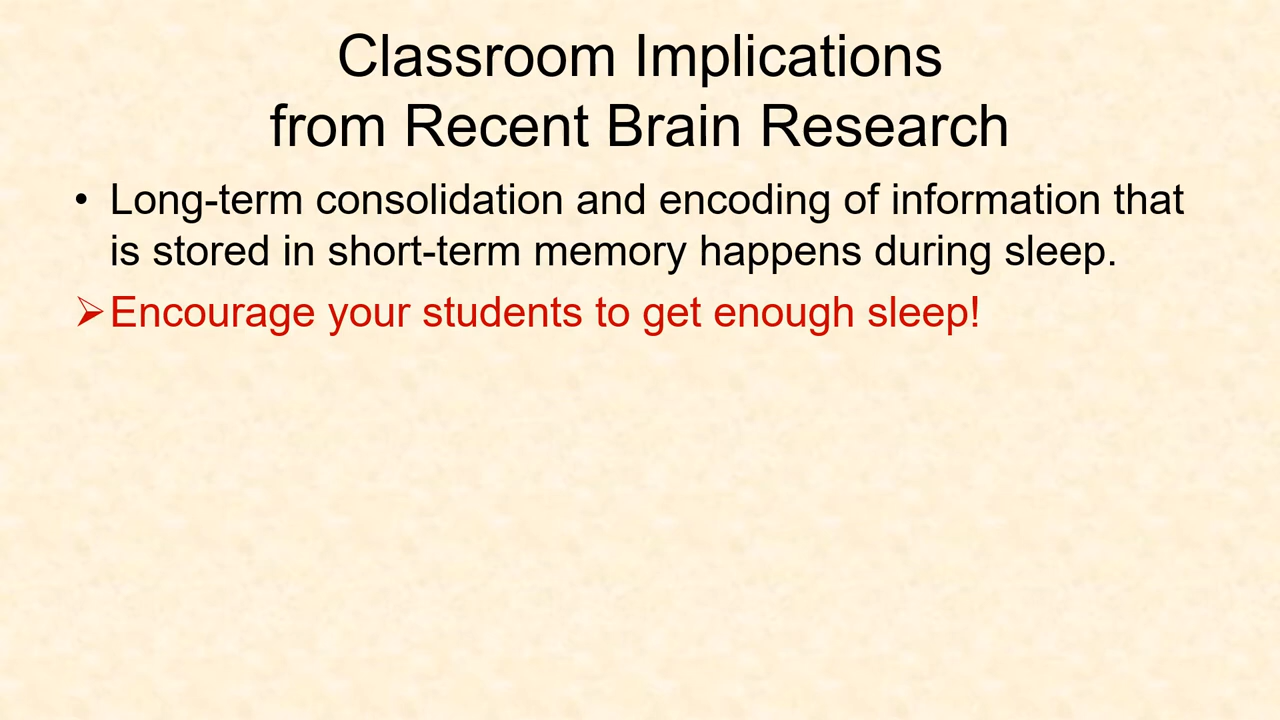 Classroom Implications
from Recent Brain Research
• Long-term consolidation and encoding of information that
is stored in short-term memory happens during sleep.
➢Encourage your students to get enough sleep!